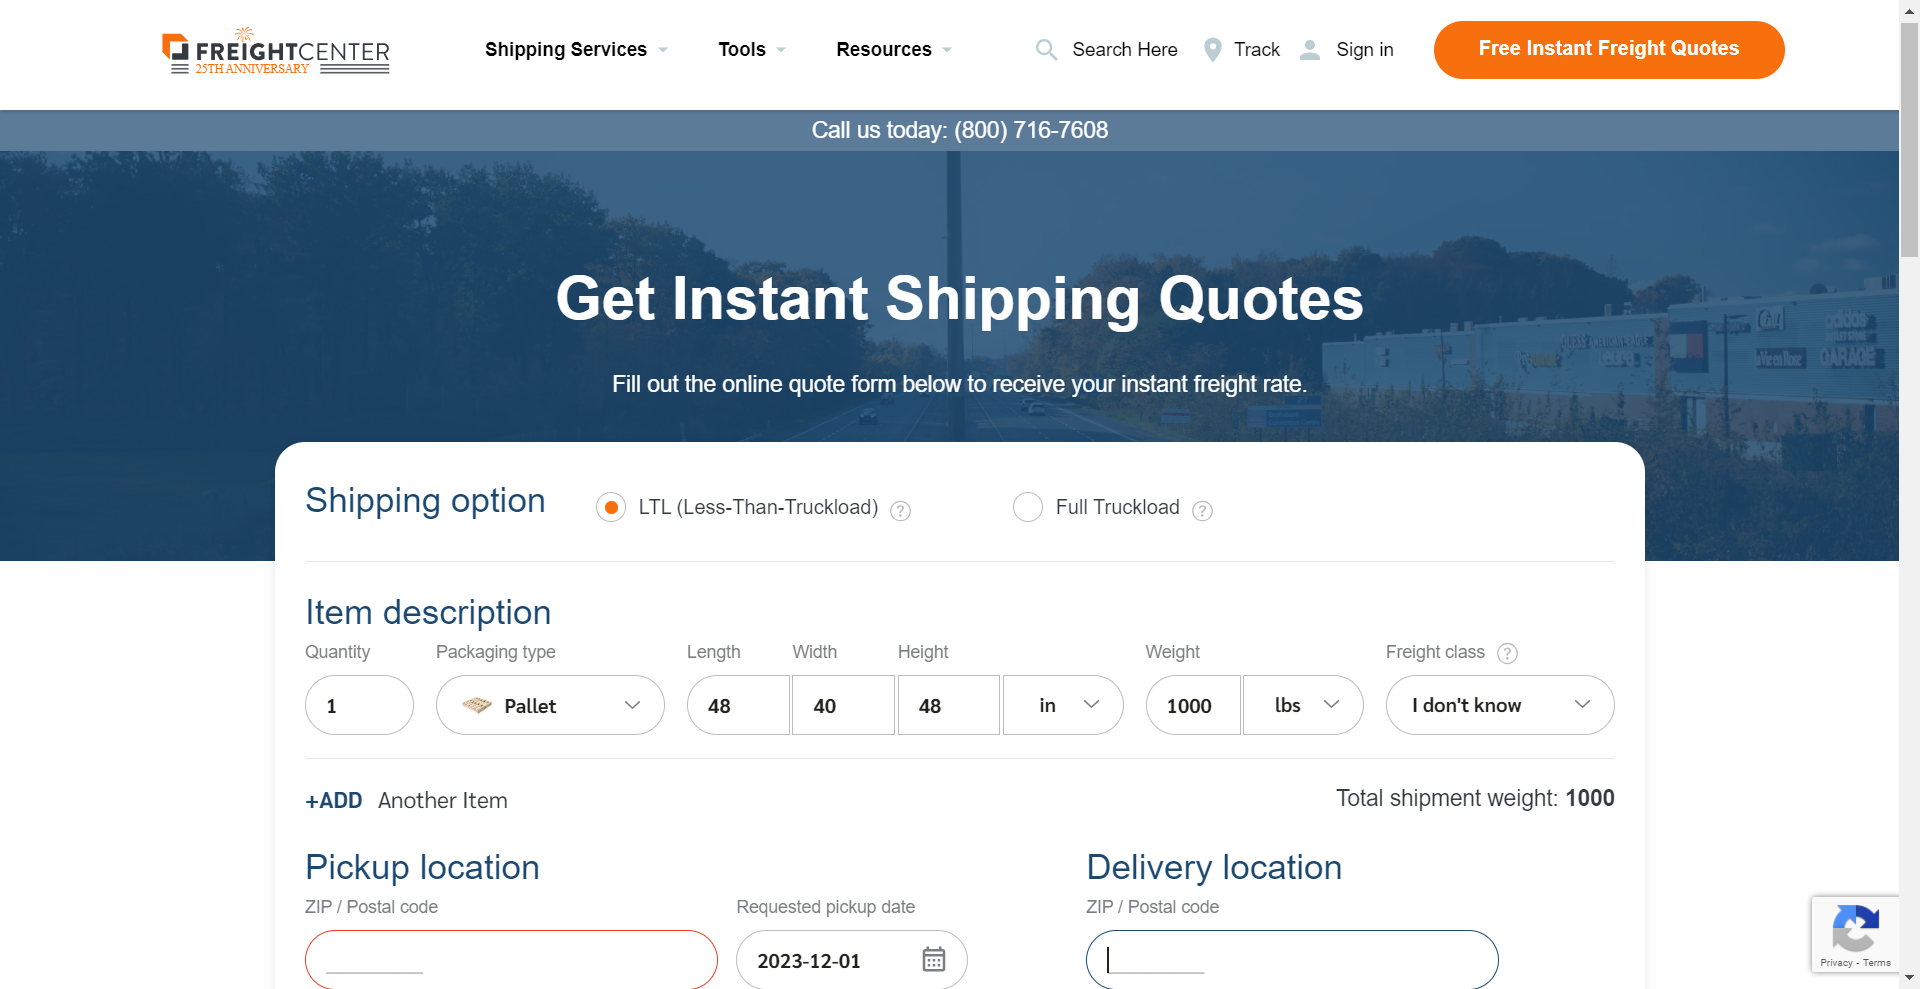 FREIGHTCENTER
25TH ANNIVERSARY
Shipping Services
Tools
Resources
Search Here
Track
Sign in
Free Instant Freight Quotes
Call us today: (800) 716-7608
Get Instant Shipping Quotes
Fill out the online quote form below to receive your instant freight rate.
Shipping option
LTL (Less-Than-Truckload) ?
Full Truckload ?
Item description
Quantity
Packaging type
Length
Width
Height
Weight
Freight class ?
1
Pallet
48
40
48
in
1000
lbs
I don't know
+ADD Another Item
Total shipment weight: 1000
Pickup location
Delivery location
ZIP / Postal code
Requested pickup date
ZIP / Postal code
2023-12-01
Privacy - Terms